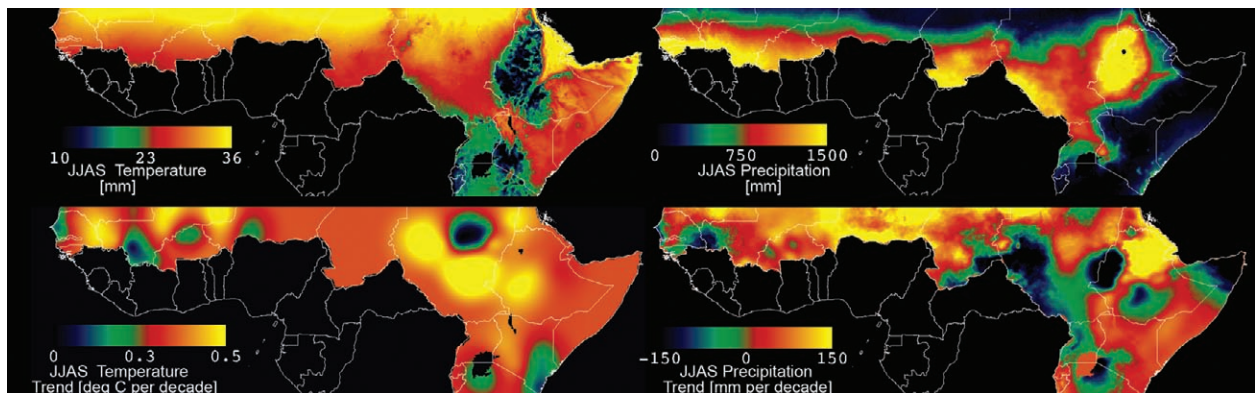 10 23 36
JJAS Temperature
[mm]
0 750 1500
JJAS Precipitation
[mm]
0 0.3 0.5
JJAS Temperature
Trend [deg C per decade]
-150 0 150
JJAS Precipitation
Trend [mm per decade]